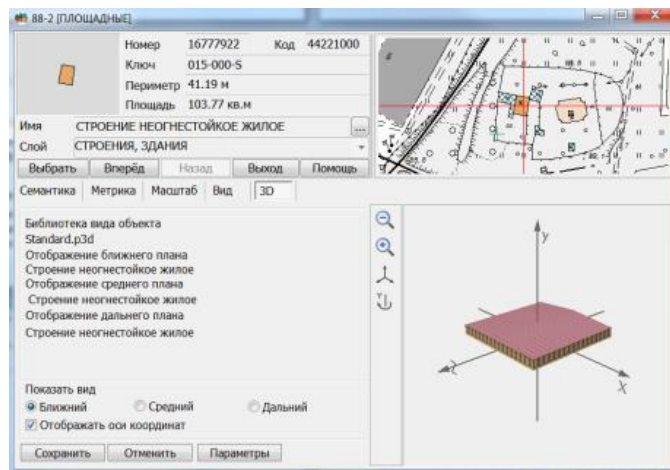 88-2 [ПЛОЩАДНЫЕ]
Номер 16777922 Код 44221000
Ключ 015-000-S
Периметр 41.19 м
Площадь 103.77 кв.м
Имя СТРОЕНИЕ НЕОГНЕСТОЙКОЕ ЖИЛОЕ ...
Слой СТРОЕНИЯ, ЗДАНИЯ
Выбрать Вперёд Назад Выход Помощь
Семантика Метрика Масштаб Вид 3D
Библиотека вида объекта
Standard.p3d
Отображение ближнего плана
Строение неогнестойкое жилое
Отображение среднего плана
Строение неогнестойкое жилое
Отображение дальнего плана
Строение неогнестойкое жилое
y
Z
X
Показать вид
Ближний Средний Дальний
Отображать оси координат
Сохранить Отменить Параметры